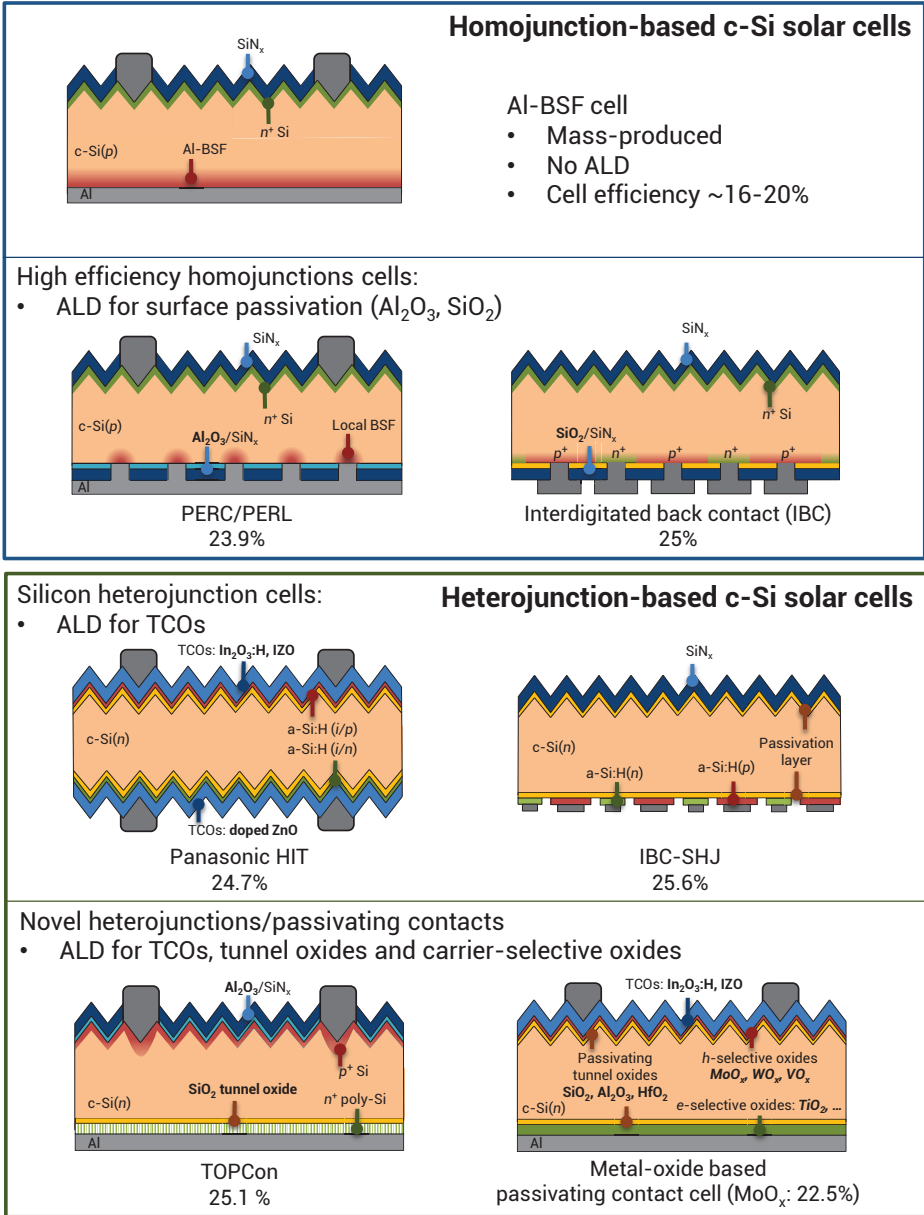 Homojunction-based c-Si solar cells
SiNₓ
n⁺ Si
c-Si(p)
Al-BSF
Al
Al-BSF cell
• Mass-produced
• No ALD
• Cell efficiency ~16-20%
High efficiency homojunctions cells:
• ALD for surface passivation (Al₂O₃, SiO₂)
SiNₓ
n⁺ Si
c-Si(p)
Al₂O₃/SiNₓ
Local BSF
Al
PERC/PERL
23.9%
SiNₓ
n⁺ Si
SiO₂/SiNₓ
p⁺ n⁺ p⁺ n⁺ p⁺
Interdigitated back contact (IBC)
25%
Heterojunction-based c-Si solar cells
Silicon heterojunction cells:
• ALD for TCOs
TCOs: In₂O₃:H, IZO
c-Si(n)
a-Si:H (i/p)
a-Si:H (i/n)
TCOs: doped ZnO
Panasonic HIT
24.7%
SiNₓ
c-Si(n)
a-Si:H(n)
a-Si:H(p)
Passivation
layer
IBC-SHJ
25.6%
Novel heterojunctions/passivating contacts
• ALD for TCOs, tunnel oxides and carrier-selective oxides
Al₂O₃/SiNₓ
p⁺ Si
SiO₂ tunnel oxide
n⁺ poly-Si
c-Si(n)
Al
TOPCon
25.1 %
TCOs: In₂O₃:H, IZO
Passivating
tunnel oxides
SiO₂, Al₂O₃, HfO₂
h-selective oxides
MoOₓ, WOₓ, VOₓ
c-Si(n)
e-selective oxides: TiO₂, ...
Al
Metal-oxide based
passivating contact cell (MoOₓ: 22.5%)